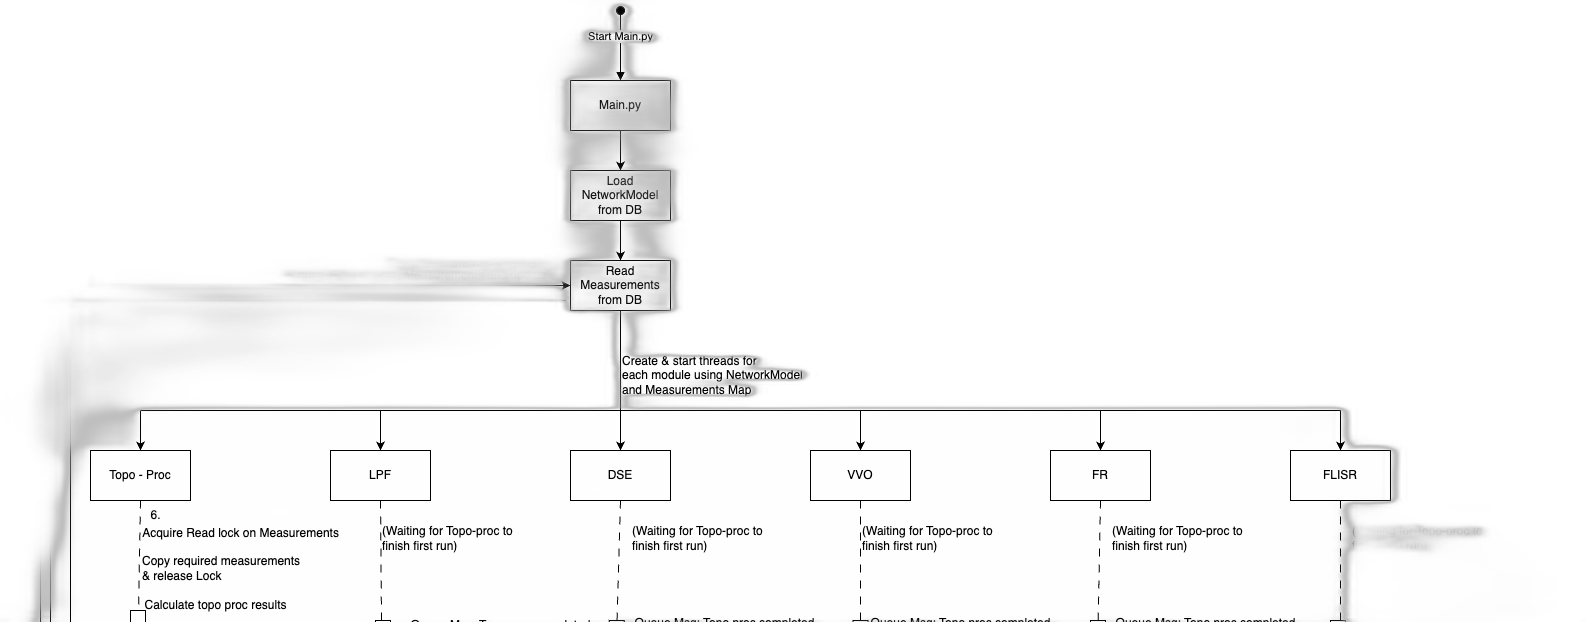 Start Main.py
Main.py
Load
NetworkModel
from DB
Read
Measurements
from DB
Create & start threads for
each module using NetworkModel
and Measurements Map
Topo - Proc
LPF
DSE
VVO
FR
FLISR
6.
Acquire Read lock on Measurements
Copy required measurements
& release Lock
Calculate topo proc results
(Waiting for Topo-proc to
finish first run)
(Waiting for Topo-proc to
finish first run)
(Waiting for Topo-proc to
finish first run)
(Waiting for Topo-proc to
finish first run)
Queue Msg: Topo proc completed
Queue Msg: Topo proc completed
Queue Msg: Topo proc completed